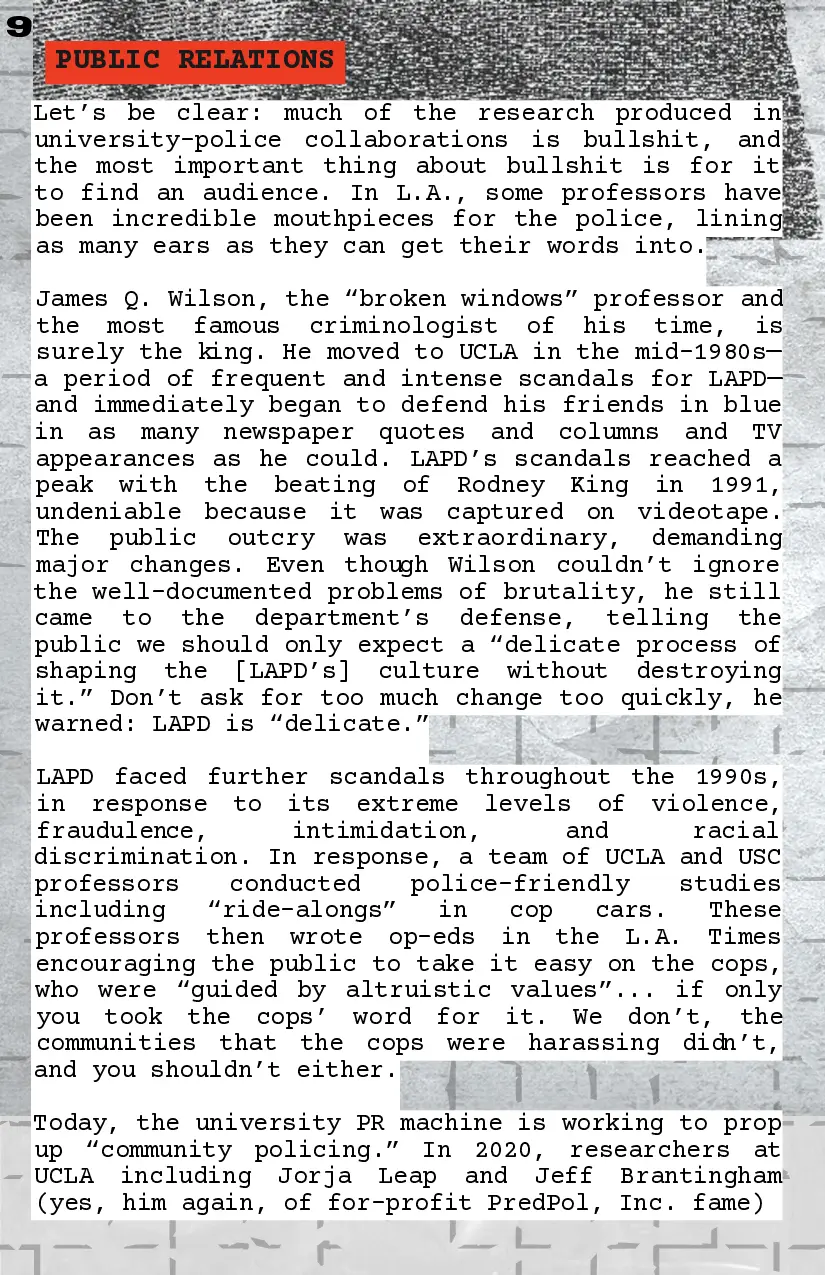 9
PUBLIC RELATIONS
Let’s be clear: much of the research produced in
university-police collaborations is bullshit, and
the most important thing about bullshit is for it
to find an audience. In L.A., some professors have
been incredible mouthpieces for the police, lining
as many ears as they can get their words into.
James Q. Wilson, the “broken windows” professor and
the most famous criminologist of his time, is
surely the king. He moved to UCLA in the mid-1980s—
a period of frequent and intense scandals for LAPD—
and immediately began to defend his friends in blue
in as many newspaper quotes and columns and TV
appearances as he could. LAPD’s scandals reached a
peak with the beating of Rodney King in 1991,
undeniable because it was captured on videotape.
The public outcry was extraordinary, demanding
major changes. Even though Wilson couldn’t ignore
the well-documented problems of brutality, he still
came to the department’s defense, telling the
public we should only expect a “delicate process of
shaping the [LAPD’s] culture without destroying
it.” Don’t ask for too much change too quickly, he
warned: LAPD is “delicate.”
LAPD faced further scandals throughout the 1990s,
in response to its extreme levels of violence,
fraudulence, intimidation, and racial
discrimination. In response, a team of UCLA and USC
professors conducted police-friendly studies
including “ride-alongs” in cop cars. These
professors then wrote op-eds in the L.A. Times
encouraging the public to take it easy on the cops,
who were “guided by altruistic values”... if only
you took the cops’ word for it. We don’t, the
communities that the cops were harassing didn’t,
and you shouldn’t either.
Today, the university PR machine is working to prop
up “community policing.” In 2020, researchers at
UCLA including Jorja Leap and Jeff Brantingham
(yes, him again, of for-profit PredPol, Inc. fame)